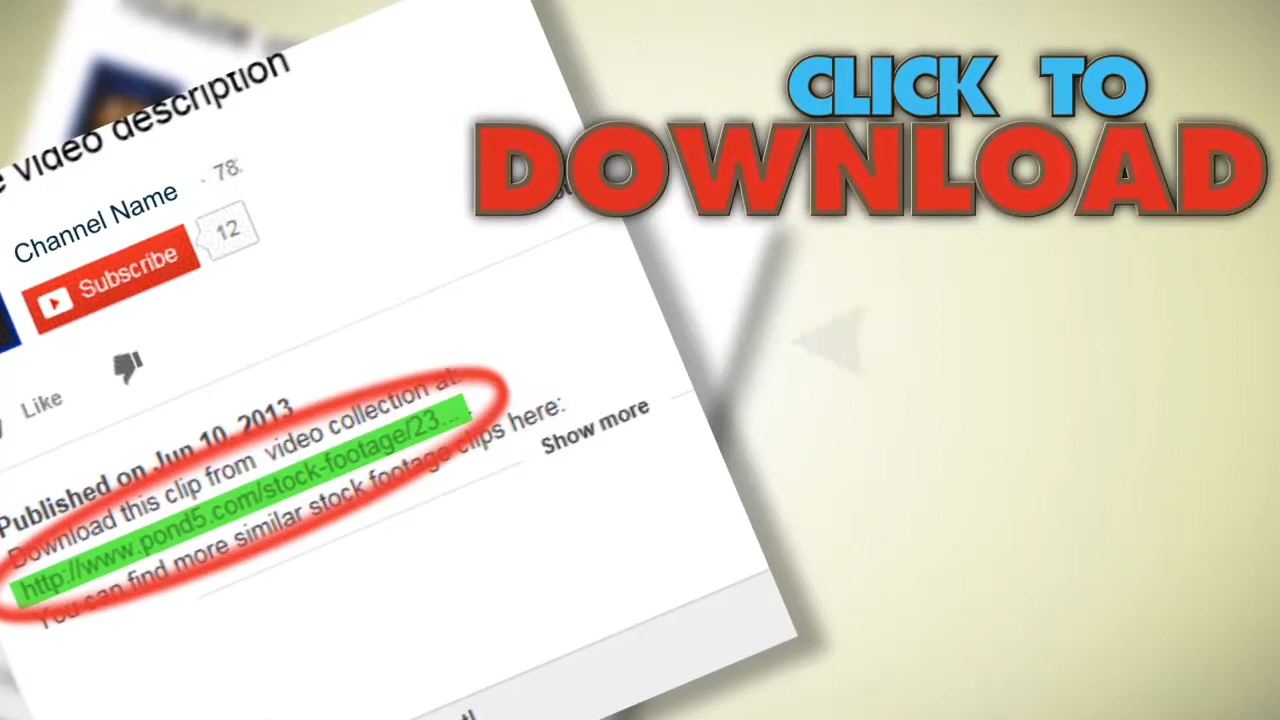 CLICK TO
DOWNLOAD
video description
Channel Name
78
Subscribe
12
Like
Published on Jun 10, 2013
Download this clip from video collection at:
http://www.pond5.com/stock-footage/23...
You can find more similar stock footage clips here:
Show more